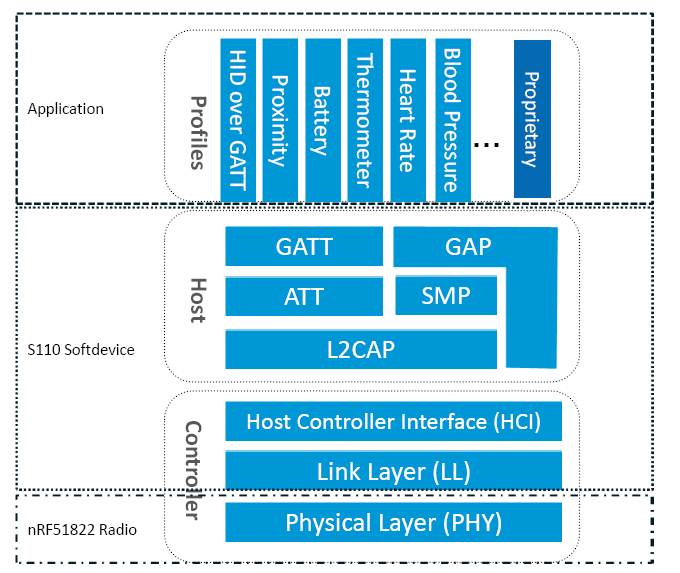 Application
Profiles
HID over GATT
Proximity
Battery
Thermometer
Heart Rate
Blood Pressure
...
Proprietary
S110 Softdevice
Host
GATT
GAP
ATT
SMP
L2CAP
Controller
Host Controller Interface (HCI)
Link Layer (LL)
nRF51822 Radio
Physical Layer (PHY)